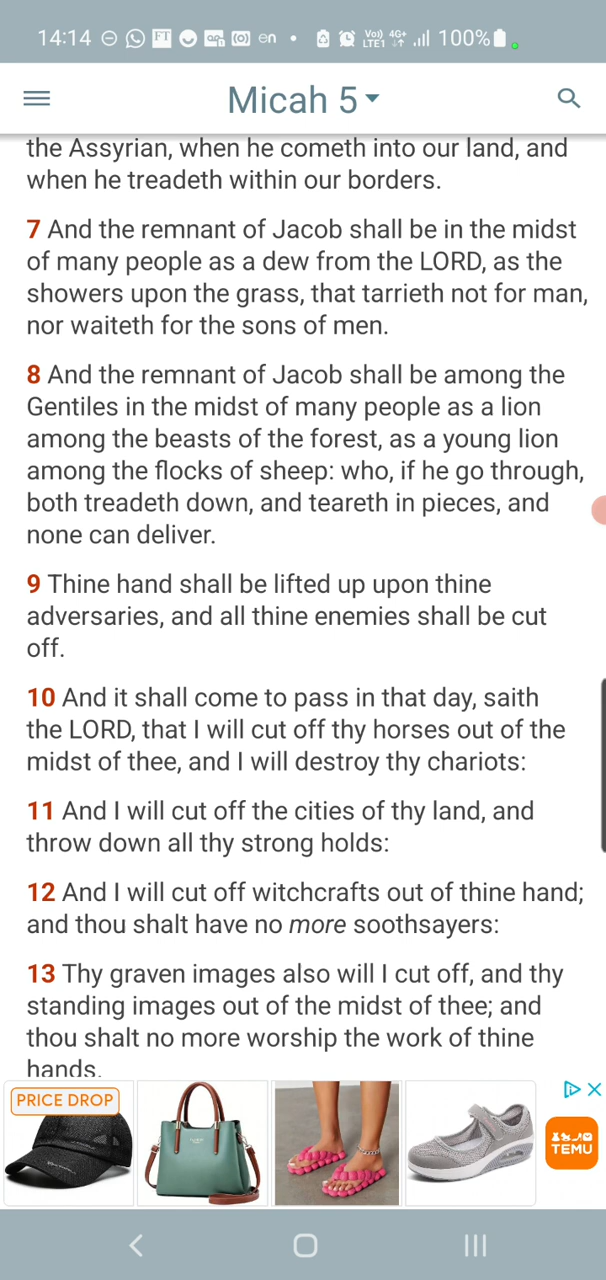 14:14 FT en Vo)) LTE1 4G+ 100%
Micah 5
the Assyrian, when he cometh into our land, and
when he treadeth within our borders.
7 And the remnant of Jacob shall be in the midst
of many people as a dew from the LORD, as the
showers upon the grass, that tarrieth not for man,
nor waiteth for the sons of men.
8 And the remnant of Jacob shall be among the
Gentiles in the midst of many people as a lion
among the beasts of the forest, as a young lion
among the flocks of sheep: who, if he go through,
both treadeth down, and teareth in pieces, and
none can deliver.
9 Thine hand shall be lifted up upon thine
adversaries, and all thine enemies shall be cut
off.
10 And it shall come to pass in that day, saith
the LORD, that I will cut off thy horses out of the
midst of thee, and I will destroy thy chariots:
11 And I will cut off the cities of thy land, and
throw down all thy strong holds:
12 And I will cut off witchcrafts out of thine hand;
and thou shalt have no more soothsayers:
13 Thy graven images also will I cut off, and thy
standing images out of the midst of thee; and
thou shalt no more worship the work of thine
hands.
PRICE DROP
TEMU